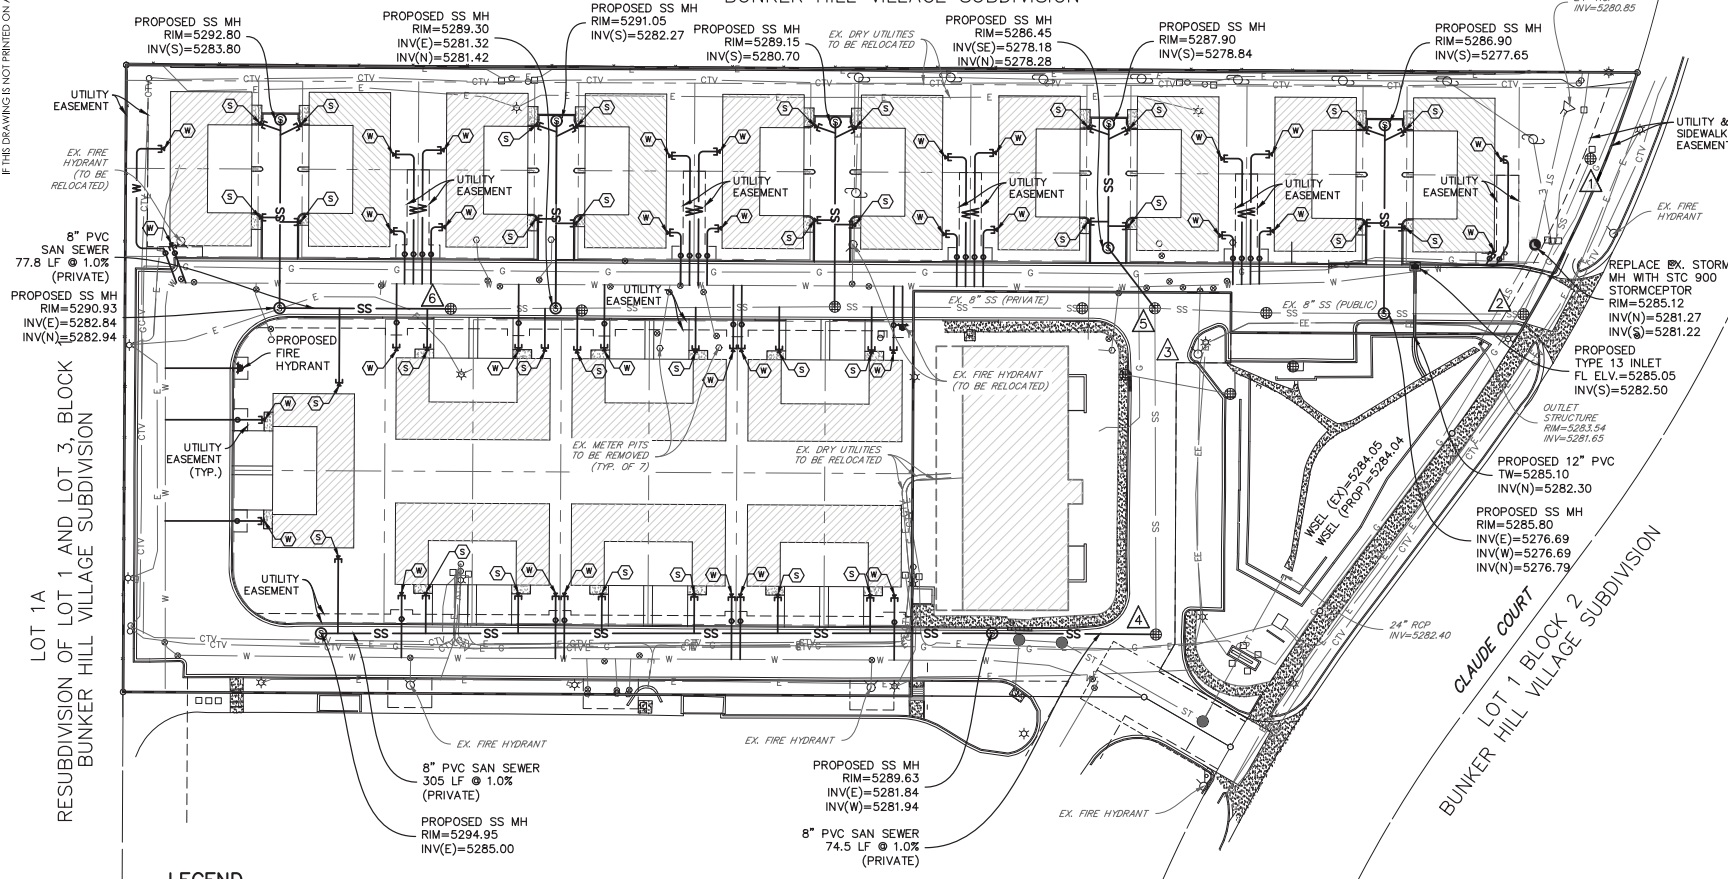 IF THIS DRAWING IS NOT PRINTED ON
BUNKER HILL VILLAGE SUBDIVISION
PROPOSED SS MH
RIM=5292.80
INV(S)=5283.80
PROPOSED SS MH
RIM=5289.30
INV(E)=5281.32
INV(N)=5281.42
PROPOSED SS MH
RIM=5291.05
INV(S)=5282.27
PROPOSED SS MH
RIM=5289.15
INV(S)=5280.70
EX. DRY UTILITIES
TO BE RELOCATED
PROPOSED SS MH
RIM=5286.45
INV(SE)=5278.18
INV(N)=5278.28
PROPOSED SS MH
RIM=5287.90
INV(S)=5278.84
PROPOSED SS MH
RIM=5286.90
INV(S)=5277.65
INV=5280.85
UTILITY
EASEMENT
EX. FIRE
HYDRANT
(TO BE
RELOCATED)
UTILITY
EASEMENT
UTILITY
EASEMENT
UTILITY
EASEMENT
UTILITY
EASEMENT
UTILITY
EASEMENT
UTILITY &
SIDEWALK
EASEMENT
1
EX. FIRE
HYDRANT
8" PVC
SAN SEWER
77.8 LF @ 1.0%
(PRIVATE)
PROPOSED SS MH
RIM=5290.93
INV(E)=5282.84
INV(N)=5282.94
6
UTILITY
EASEMENT
EX. 8" SS (PRIVATE)
EX. 8" SS (PUBLIC)
5
3
2
REPLACE EX. STORM
MH WITH STC 900
STORMCEPTOR
RIM=5285.12
INV(N)=5281.27
INV(S)=5281.22
PROPOSED
TYPE 13 INLET
FL ELV.=5285.05
INV(S)=5282.50
PROPOSED
FIRE
HYDRANT
EX. FIRE HYDRANT
(TO BE RELOCATED)
OUTLET
STRUCTURE
RIM=5283.54
INV=5281.65
UTILITY
EASEMENT
(TYP.)
EX. METER PITS
TO BE REMOVED
(TYP. OF 7)
EX. DRY UTILITIES
TO BE RELOCATED
WSEL (EX)=5284.05
WSEL (PROP)=5284.04
PROPOSED 12" PVC
TW=5285.10
INV(N)=5282.30
PROPOSED SS MH
RIM=5285.80
INV(E)=5276.69
INV(W)=5276.69
INV(N)=5276.79
UTILITY
EASEMENT
4
24" RCP
INV=5282.40
CLAUDE COURT
LOT 1 BLOCK 2
BUNKER HILL VILLAGE SUBDIVISION
LOT 1A
RESUBDIVISION OF LOT 1 AND LOT 3, BLOCK
BUNKER HILL VILLAGE SUBDIVISION
EX. FIRE HYDRANT
EX. FIRE HYDRANT
EX. FIRE HYDRANT
8" PVC SAN SEWER
305 LF @ 1.0%
(PRIVATE)
PROPOSED SS MH
RIM=5294.95
INV(E)=5285.00
PROPOSED SS MH
RIM=5289.63
INV(E)=5281.84
INV(W)=5281.94
8" PVC SAN SEWER
74.5 LF @ 1.0%
(PRIVATE)
LEGEND